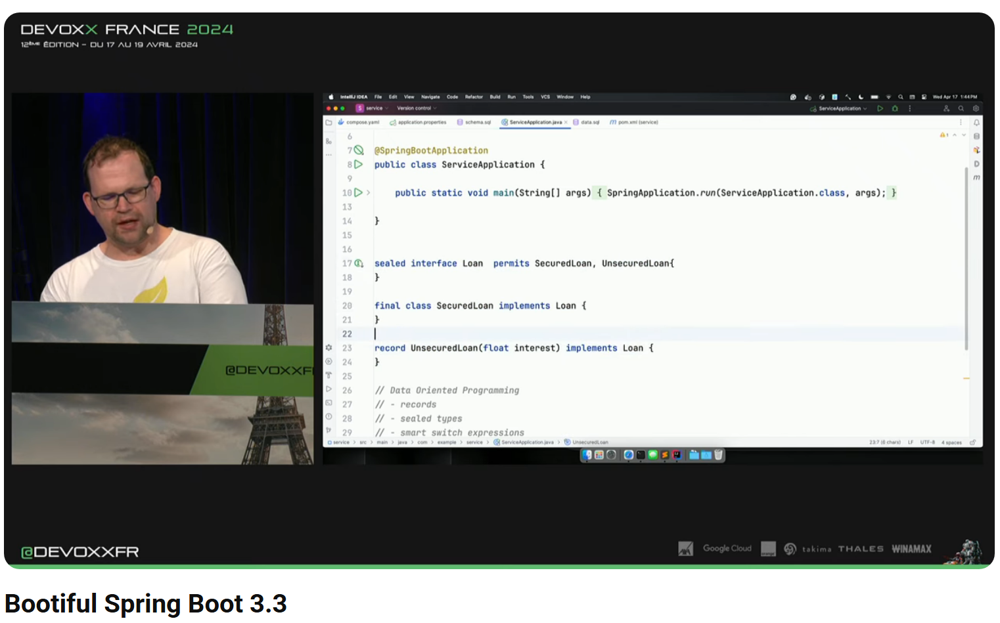 DEVOXX FRANCE 2024
12ÈME ÉDITION - DU 17 AU 19 AVRIL 2024
@DEVOXXF
IntelliJ IDEA File Edit View Navigate Code Refactor Build Run Tools VCS Window Help
Wed Apr 17 1:44PM
S service Version control
ServiceApplication
compose.yaml application.properties schema.sql ServiceApplication.java data.sql pom.xml (service)
1
6
7 @SpringBootApplication
8 public class ServiceApplication {
9
10 public static void main(String[] args) { SpringApplication.run(ServiceApplication.class, args); }
13
14 }
15
16
17 sealed interface Loan permits SecuredLoan, UnsecuredLoan{
18 }
19
20 final class SecuredLoan implements Loan {
21 }
22
23 record UnsecuredLoan(float interest) implements Loan {
24 }
25
26 // Data Oriented Programming
27 // - records
28 // - sealed types
29 // - smart switch expressions
service > src > main > java > com > example > service > ServiceApplication.java > UnsecuredLoan
23:7 (6 chars) LF UTF-8 4 spaces
@DEVOXXFR
Google Cloud takima THALES WINAMAX
Bootiful Spring Boot 3.3